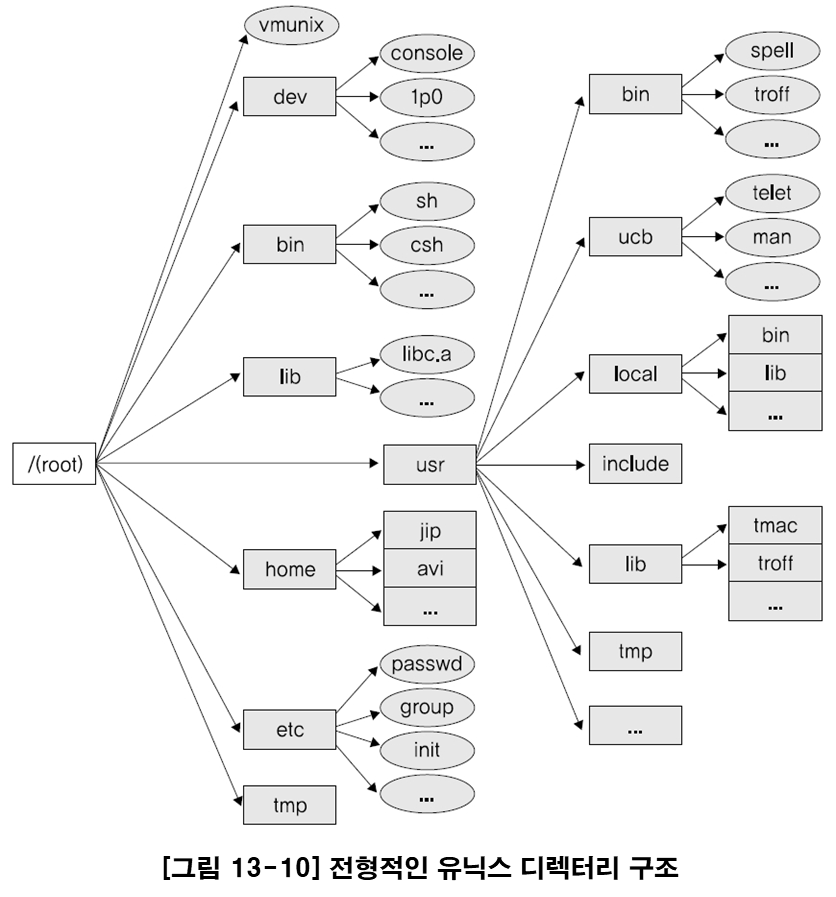 /(root)
vmunix
dev
console
1p0
...
bin
sh
csh
...
lib
libc.a
...
usr
home
jip
avi
...
etc
passwd
group
init
...
tmp
bin
spell
troff
...
ucb
telet
man
...
local
bin
lib
...
include
lib
tmac
troff
...
tmp
...
[그림 13-10] 전형적인 유닉스 디렉터리 구조